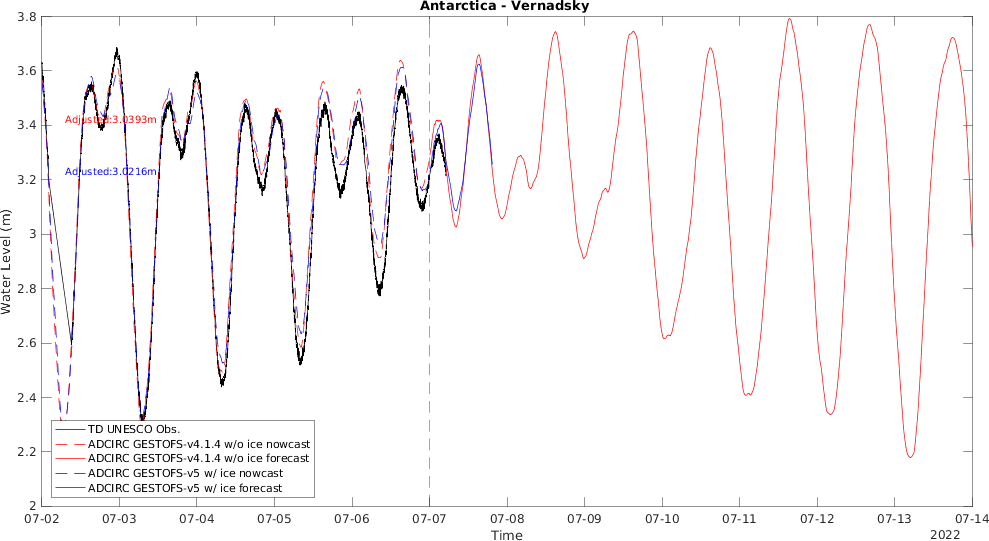 Antarctica - Vernadsky
Water Level (m)
3.8
3.6
3.4
3.2
3
2.8
2.6
2.4
2.2
2
Adjusted:3.0393m
Adjusted:3.0216m
TD UNESCO Obs.
ADCIRC GESTOFS-v4.1.4 w/o ice nowcast
ADCIRC GESTOFS-v4.1.4 w/o ice forecast
ADCIRC GESTOFS-v5 w/ ice nowcast
ADCIRC GESTOFS-v5 w/ ice forecast
07-02 07-03 07-04 07-05 07-06 07-07 07-08 07-09 07-10 07-11 07-12 07-13 07-14
Time
2022